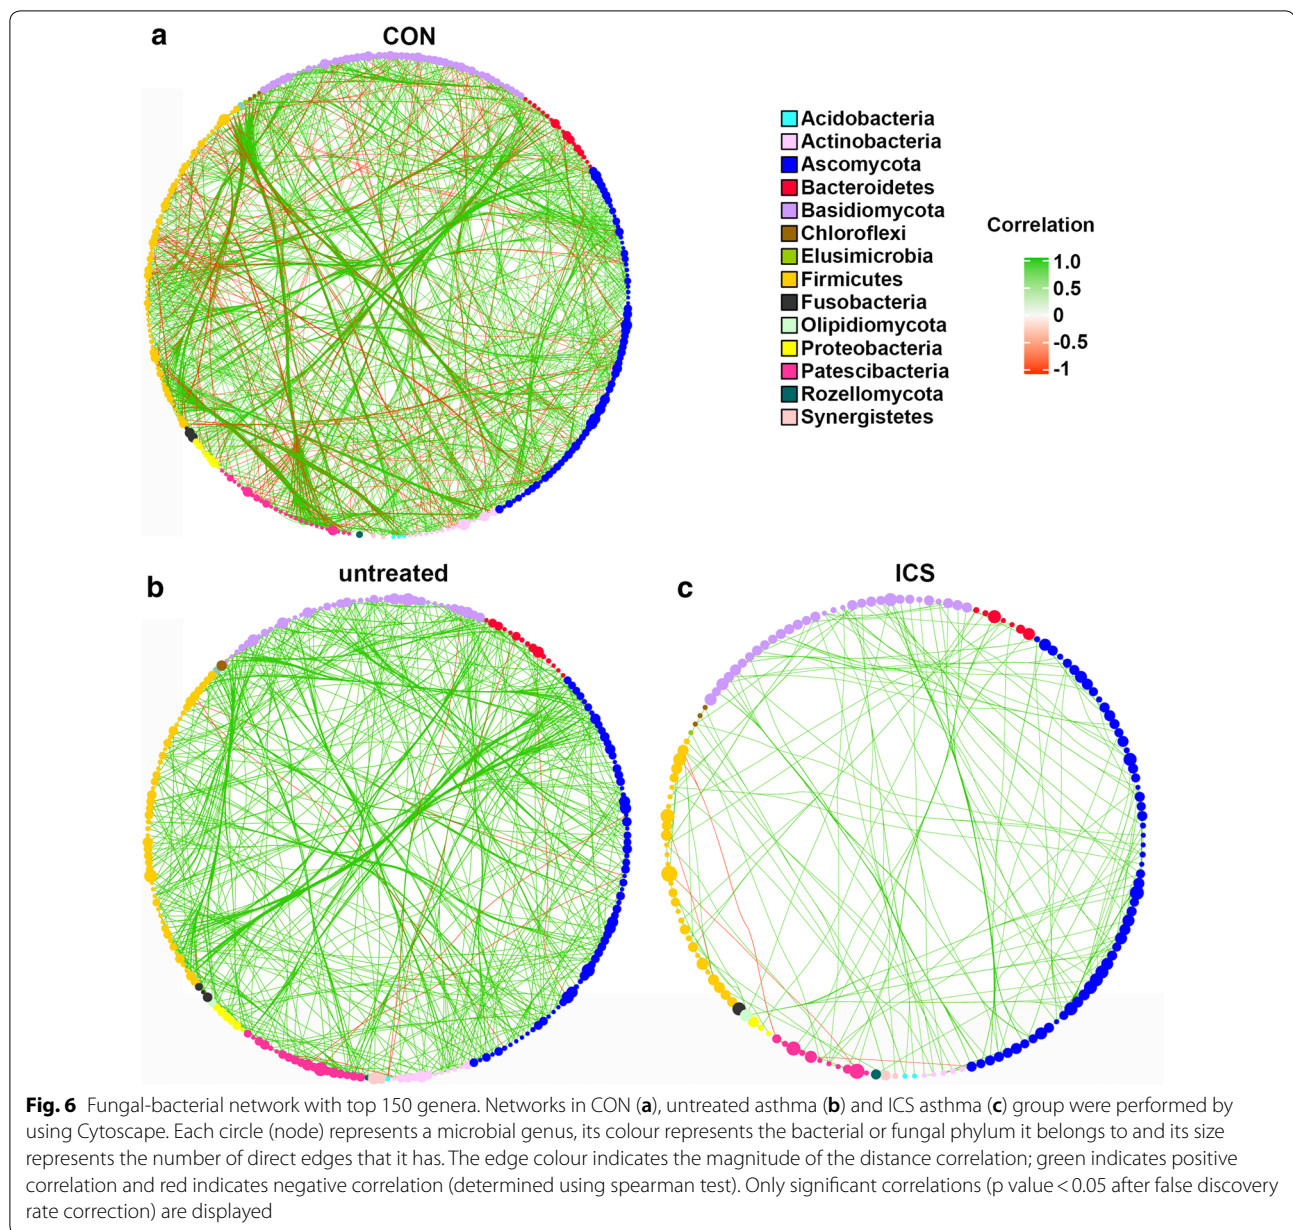 a
CON
Acidobacteria
Actinobacteria
Ascomycota
Bacteroidetes
Basidiomycota
Chloroflexi
Elusimicrobia
Firmicutes
Fusobacteria
Olipidiomycota
Proteobacteria
Patescibacteria
Rozellomycota
Synergistetes
Correlation
1.0
0.5
0
-0.5
-1
b
untreated
c
ICS
Fig. 6 Fungal-bacterial network with top 150 genera. Networks in CON (a), untreated asthma (b) and ICS asthma (c) group were performed by
using Cytoscape. Each circle (node) represents a microbial genus, its colour represents the bacterial or fungal phylum it belongs to and its size
represents the number of direct edges that it has. The edge colour indicates the magnitude of the distance correlation; green indicates positive
correlation and red indicates negative correlation (determined using spearman test). Only significant correlations (p value < 0.05 after false discovery
rate correction) are displayed